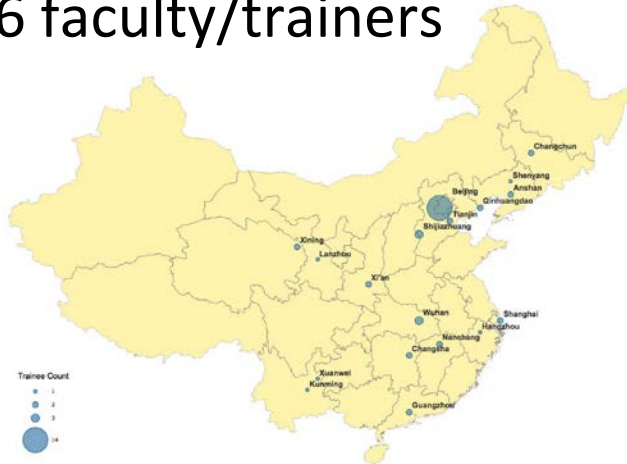 6 faculty/trainers
Changchun
Shenyang
Anshan
Beijing
Qinhuangdao
Tianjin
Shijiazhuang
Xining
Lanzhou
Xi'an
Wuhan
Shanghai
Hangzhou
Nanchang
Changsha
Xuanwei
Kunming
Guangzhou
Trainee Count
1
2
3
14